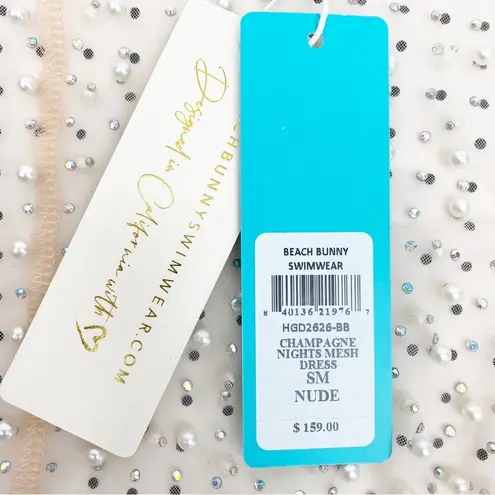 Designed in
California with
CHBUNNYSWIMWEAR.COM
BEACH BUNNY
SWIMWEAR
8 40136 21976 7
HGD2626-BB
CHAMPAGNE
NIGHTS MESH
DRESS
SM
NUDE
$ 159.00